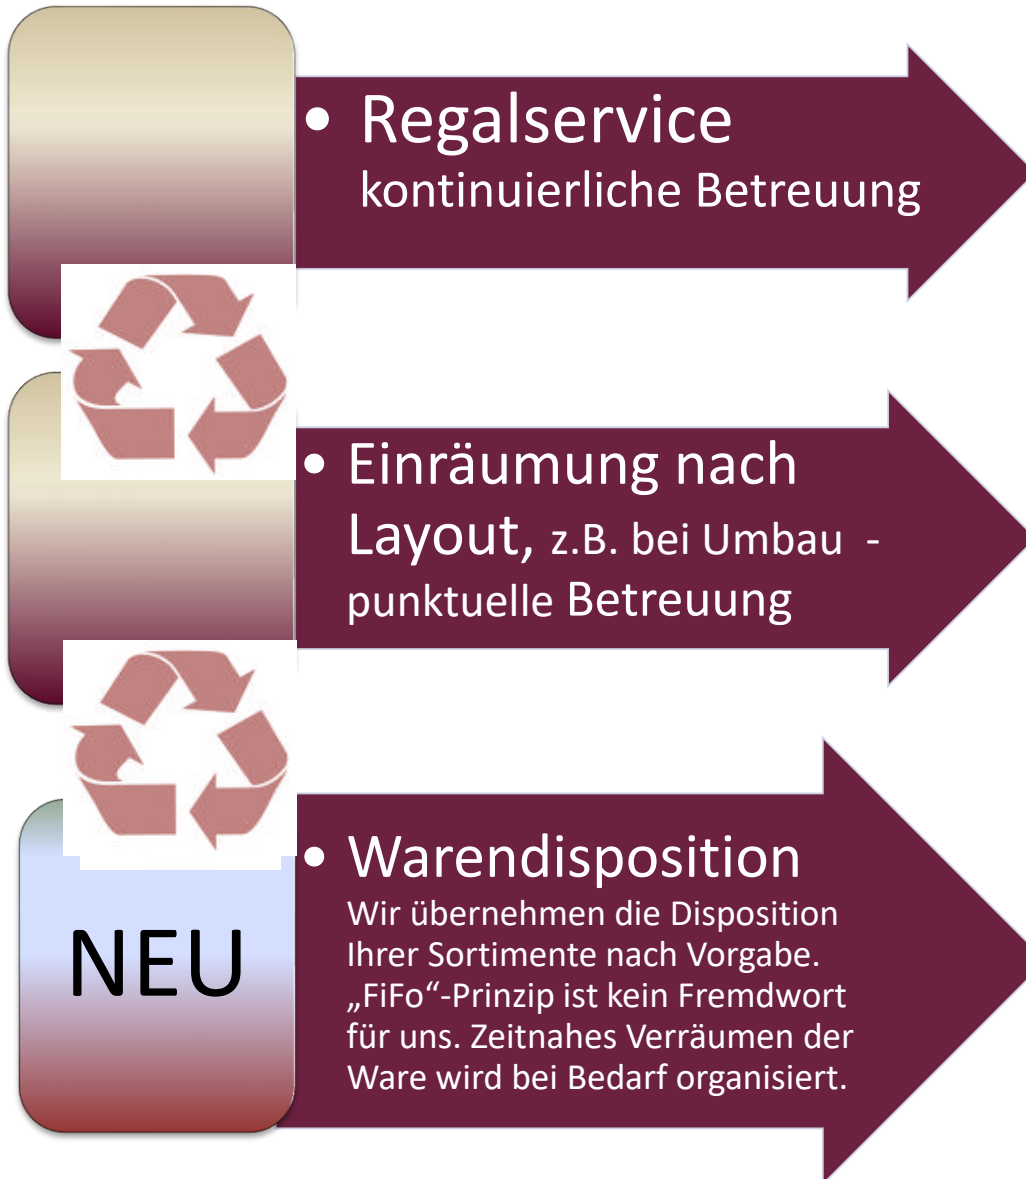 • Regalservice
kontinuierliche Betreuung
• Einräumung nach
Layout, z.B. bei Umbau -
punktuelle Betreuung
NEU
• Warendisposition
Wir übernehmen die Disposition
Ihrer Sortimente nach Vorgabe.
„FiFo“-Prinzip ist kein Fremdwort
für uns. Zeitnahes Verräumen der
Ware wird bei Bedarf organisiert.